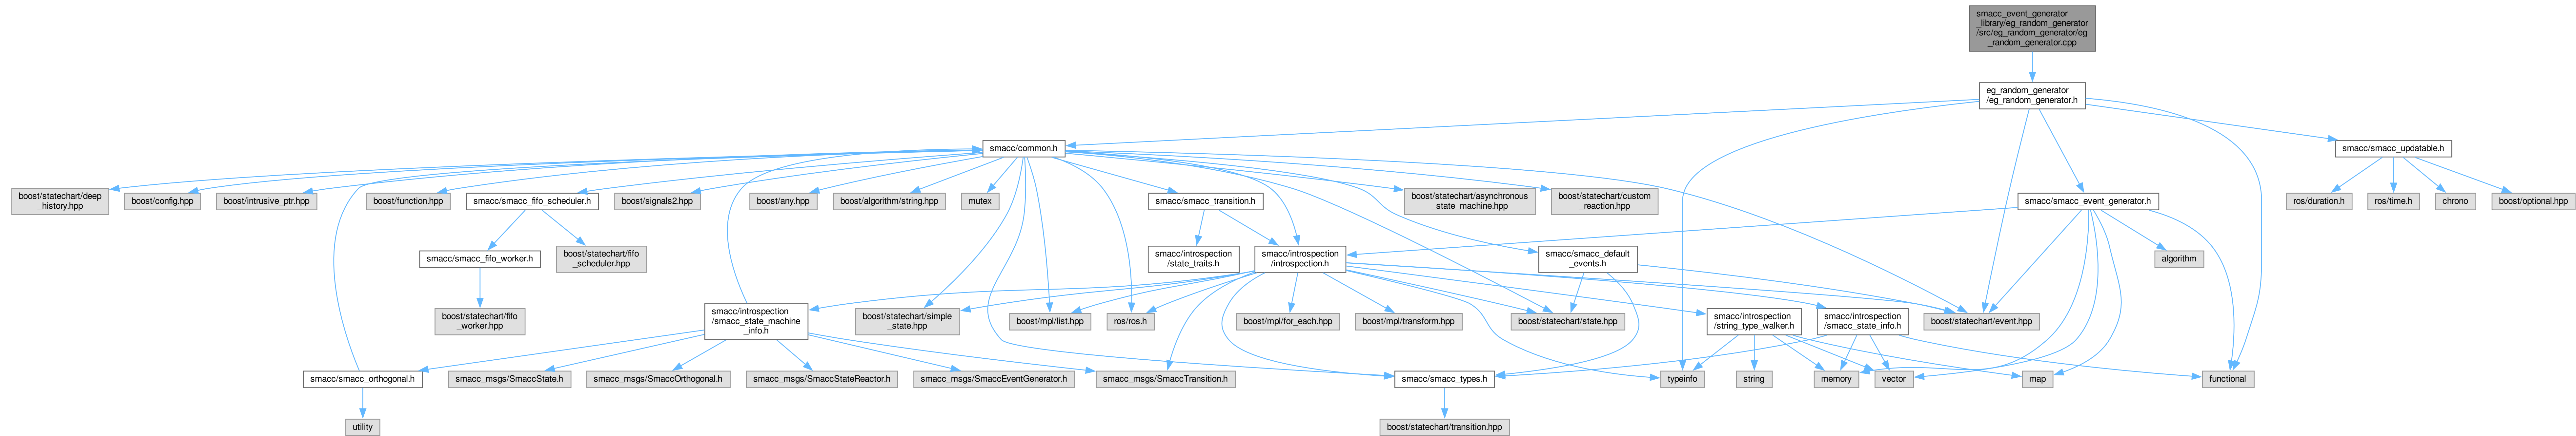 smacc_event_generator
_library/eg_random_generator
/src/eg_random_generator/eg
_random_generator.cpp
eg_random_generator
/eg_random_generator.h
smacc/common.h
smacc/smacc_updatable.h
boost/statechart/deep
_history.hpp
boost/config.hpp
boost/intrusive_ptr.hpp
boost/function.hpp
smacc/smacc_fifo_scheduler.h
boost/signals2.hpp
boost/any.hpp
boost/algorithm/string.hpp
mutex
smacc/smacc_transition.h
boost/statechart/asynchronous
_state_machine.hpp
boost/statechart/custom
_reaction.hpp
smacc/smacc_event_generator.h
ros/duration.h
ros/time.h
chrono
boost/optional.hpp
smacc/smacc_fifo_worker.h
boost/statechart/fifo
_scheduler.hpp
smacc/introspection
/state_traits.h
smacc/introspection
/introspection.h
smacc/smacc_default
_events.h
algorithm
boost/statechart/fifo
_worker.hpp
smacc/introspection
/smacc_state_machine
_info.h
boost/statechart/simple
_state.hpp
boost/mpl/list.hpp
ros/ros.h
boost/mpl/for_each.hpp
boost/mpl/transform.hpp
boost/statechart/state.hpp
smacc/introspection
/string_type_walker.h
smacc/introspection
/smacc_state_info.h
boost/statechart/event.hpp
smacc/smacc_orthogonal.h
smacc_msgs/SmaccState.h
smacc_msgs/SmaccOrthogonal.h
smacc_msgs/SmaccStateReactor.h
smacc_msgs/SmaccEventGenerator.h
smacc_msgs/SmaccTransition.h
smacc/smacc_types.h
typeinfo
string
memory
vector
map
functional
utility
boost/statechart/transition.hpp